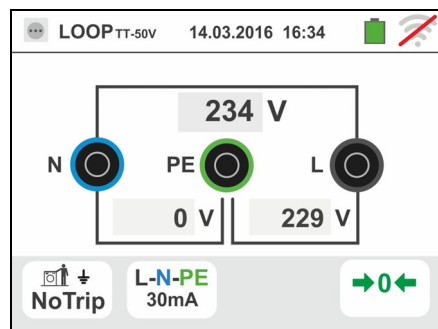 LOOP TT-50V 14.03.2016 16:34
234 V
N PE L
0 V 229 V
NoTrip
L-N-PE
30mA
→0←